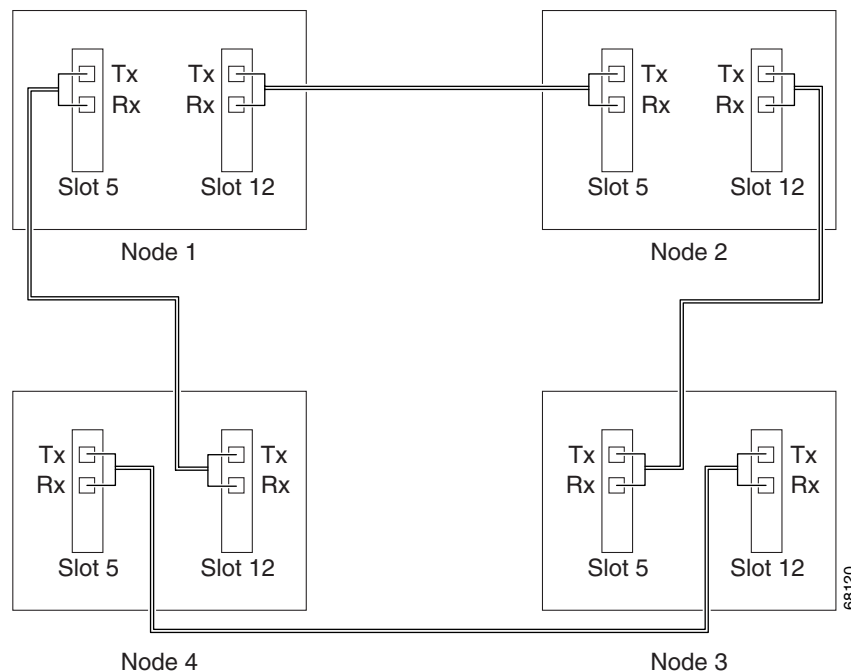 Tx Tx Tx Tx
Rx Rx Rx Rx
Slot 5 Slot 12 Slot 5 Slot 12
Node 1 Node 2
Tx Tx Tx Tx
Rx Rx Rx Rx
Slot 5 Slot 12 Slot 5 Slot 12
68120
Node 4 Node 3